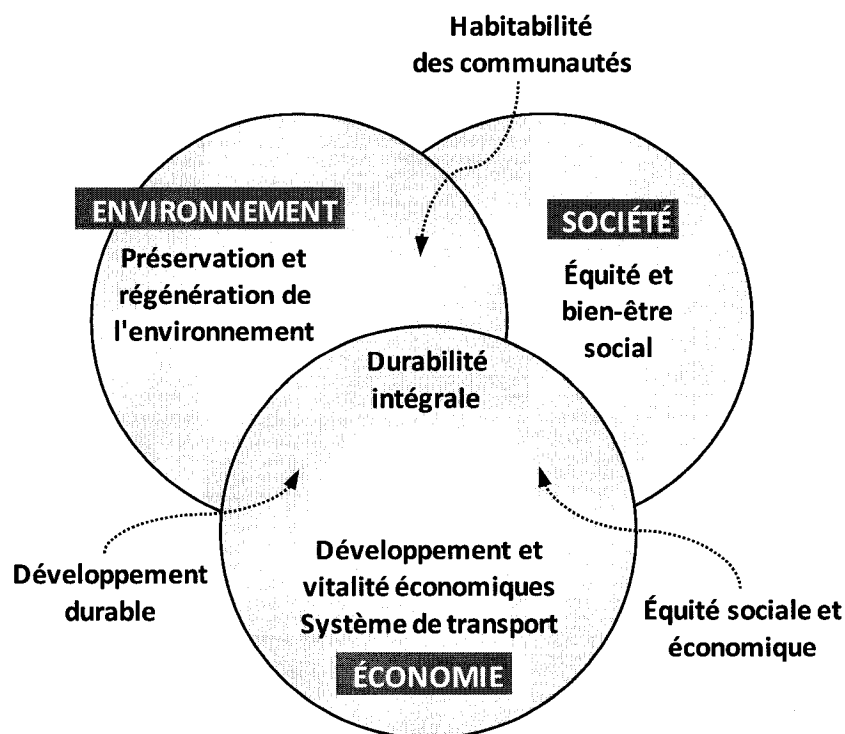 Habitabilité
des communautés
ENVIRONNEMENT
Préservation et
régénération de
l'environnement
SOCIÉTÉ
Équité et
bien-être
social
Durabilité
intégrale
Développement
durable
Développement et
vitalité économiques
Système de transport
ÉCONOMIE
Équité sociale et
économique